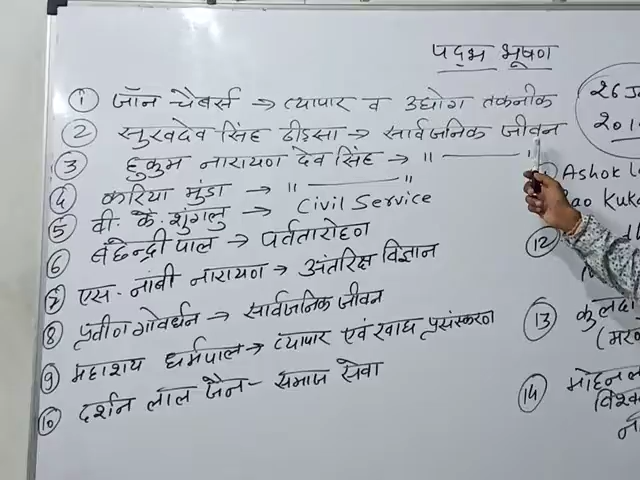 पद्म भूषण
① जॉन चैंबर्स → व्यापार व उद्योग तकनीक
② सुखदेव सिंह ढींडसा → सार्वजनिक जीवन
③ हुकुम नारायण देव सिंह → " ——— "
④ करिया मुंडा → " ——— "
⑤ वी. के. शुंगलु → Civil Service
⑥ बछेन्द्री पाल → पर्वतारोहण
⑦ एस. नांबी नारायण → अंतरिक्ष विज्ञान
⑧ प्रवीण गोवर्धन → सार्वजनिक जीवन
⑨ महाशय धर्मपाल → व्यापार एवं खाद्य प्रसंस्करण
⑩ दर्शन लाल जैन – समाज सेवा
26
201
Ashok
Rao
⑫
⑬
⑭ मोहन